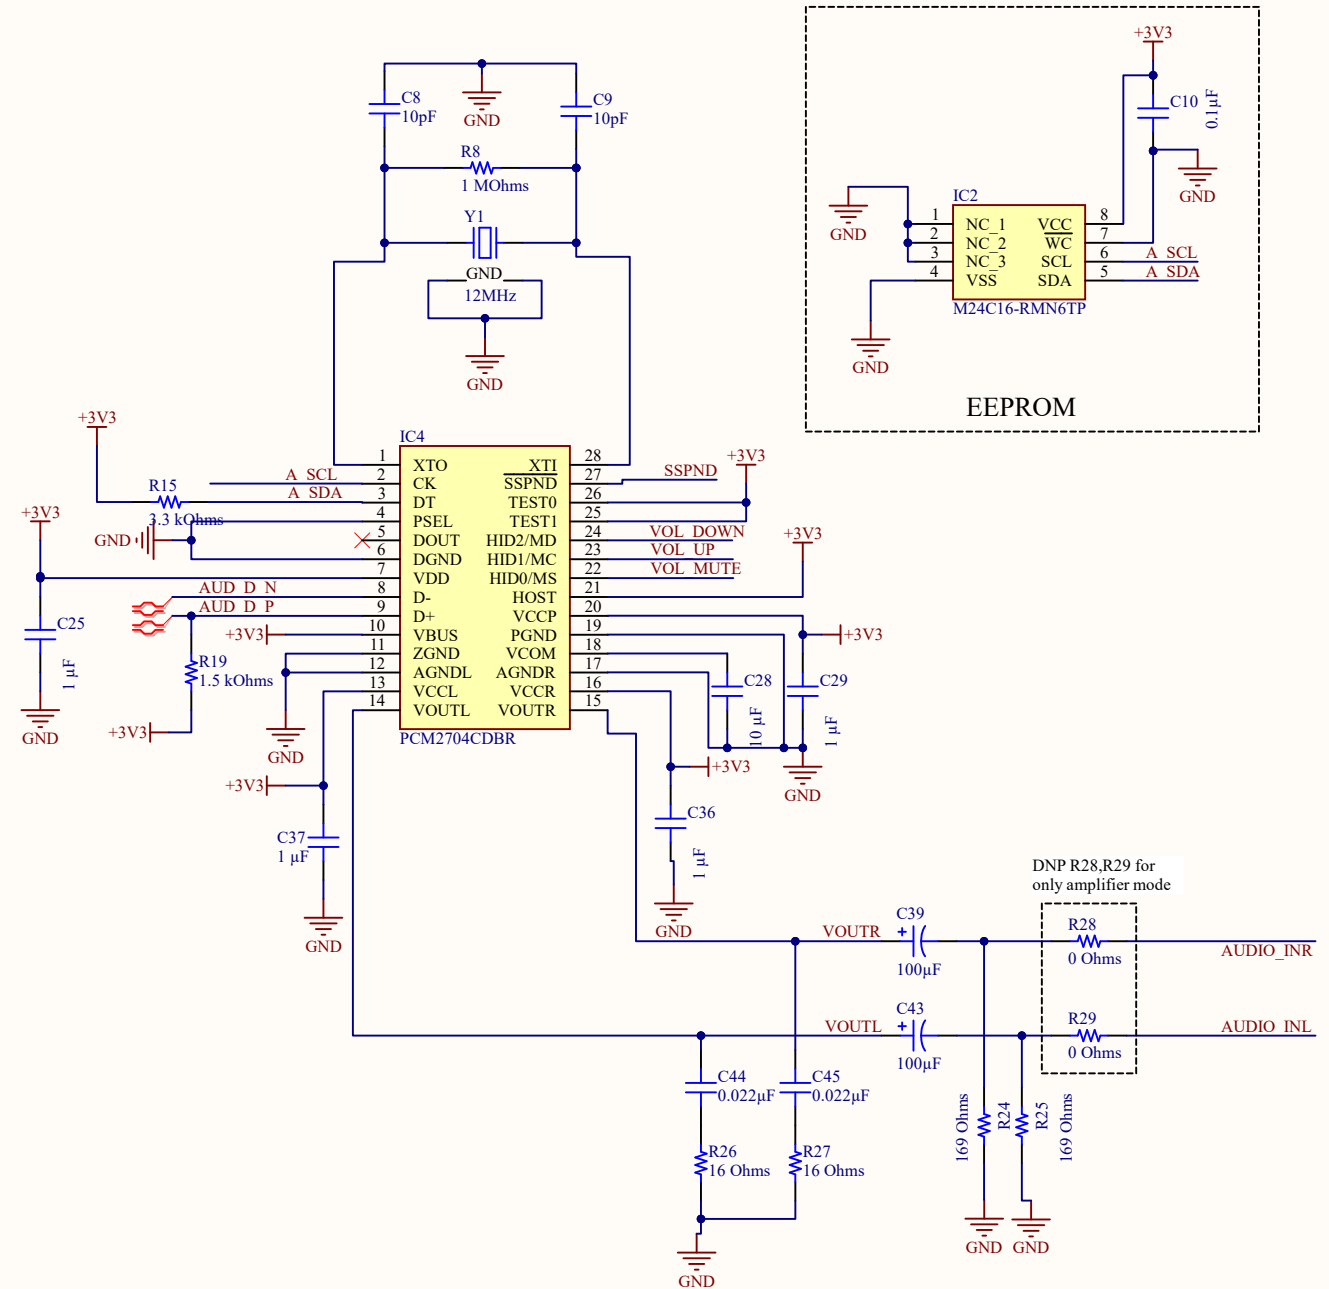 C8
10pF
GND
C9
10pF
R8
1 MOhms
Y1
GND
12MHz
GND
+3V3
C10
0.1µF
GND
IC2
GND
1 NC_1 VCC 8
2 NC_2 WC 7
3 NC_3 SCL 6 A_SCL
4 VSS SDA 5 A_SDA
M24C16-RMN6TP
GND
EEPROM
+3V3
IC4
+3V3
1 XTO XTI 28
SSPND
A_SCL 2 CK SSPND 27
R15
A_SDA 3 DT TEST0 26
3.3 kOhms
+3V3
4 PSEL TEST1 25
GND
5 DOUT HID2/MD 24 VOL_DOWN
+3V3
6 DGND HID1/MC 23 VOL_UP
7 VDD HID0/MS 22 VOL_MUTE
AUD_D_N 8 D- HOST 21
AUD_D_P 9 D+ VCCP 20
C25
1 µF
GND
+3V3 10 VBUS PGND 19 +3V3
11 ZGND VCOM 18
R19
1.5 kOhms
12 AGNDL AGNDR 17
13 VCCL VCCR 16
14 VOUTL VOUTR 15
C28
10 µF
C29
1 µF
+3V3
GND
PCM2704CDBR
+3V3
+3V3
GND
C37
1 µF
GND
C36
1 µF
GND
DNP R28,R29 for
only amplifier mode
VOUTR
C39
+
100µF
R28
0 Ohms
AUDIO_INR
VOUTL
C43
+
100µF
R29
0 Ohms
AUDIO_INL
C44
0.022µF
C45
0.022µF
R26
16 Ohms
R27
16 Ohms
169 Ohms
R24
R25
169 Ohms
GND
GND
GND